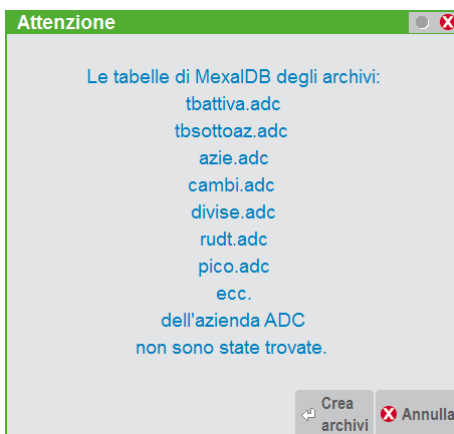 Attenzione
Le tabelle di MexalDB degli archivi:
tbattiva.adc
tbsottoaz.adc
azie.adc
cambi.adc
divise.adc
rudt.adc
pico.adc
ecc.
dell'azienda ADC
non sono state trovate.
Crea
archivi
Annulla